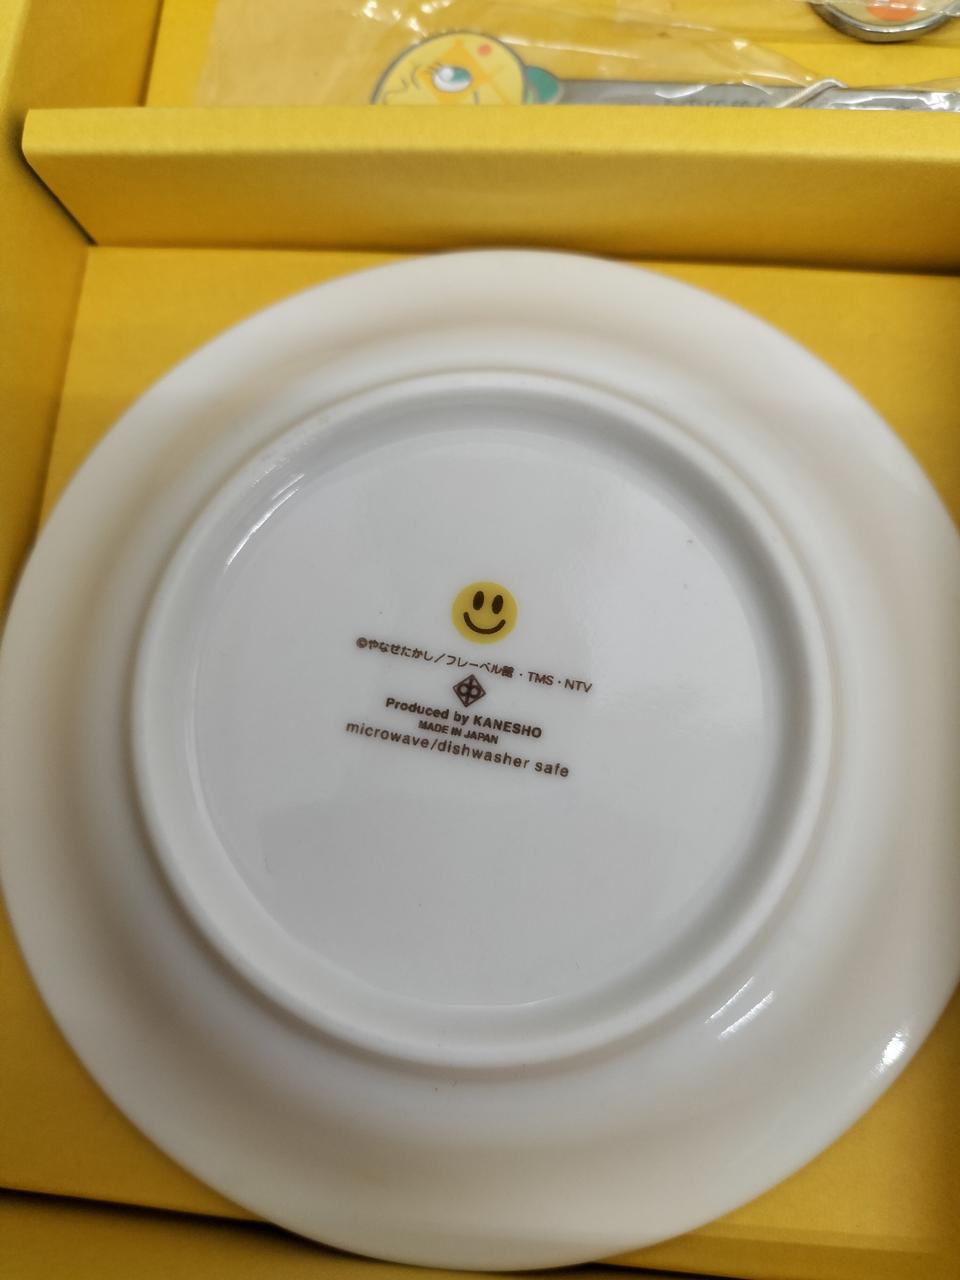 ©やなせたかし／フレーベル館・TMS・NTV
Produced by KANESHO
MADE IN JAPAN
microwave/dishwasher safe